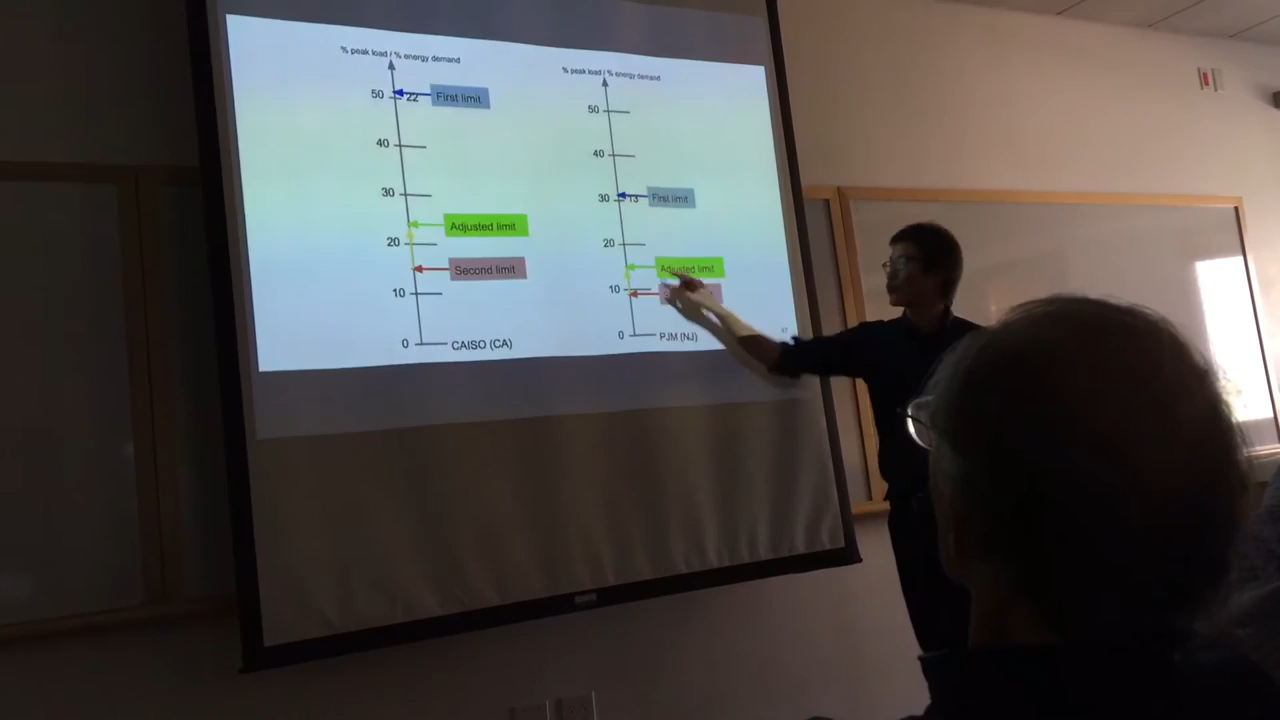 % peak load / % energy demand
50
22
First limit
40
30
Adjusted limit
20
Second limit
10
0
CAISO (CA)
% peak load / % energy demand
50
40
30
13
First limit
20
Adjusted limit
10
0
PJM (NJ)